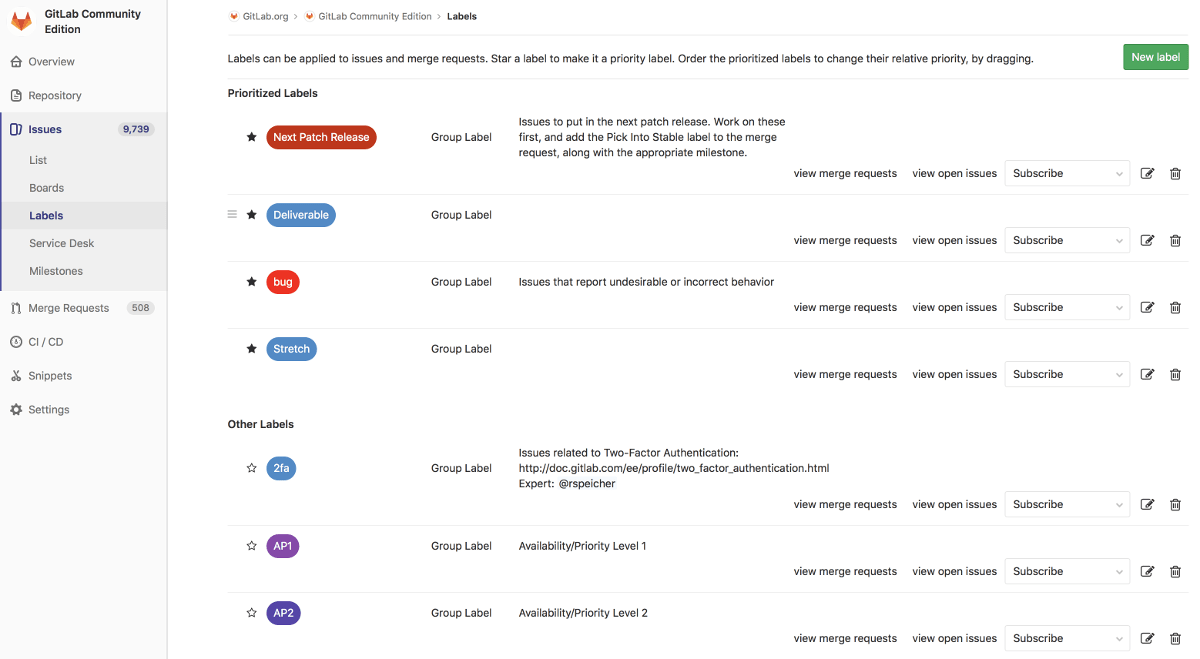 GitLab Community
Edition
Overview
Repository
Issues 9,739
List
Boards
Labels
Service Desk
Milestones
Merge Requests 508
CI / CD
Snippets
Settings
GitLab.org > GitLab Community Edition > Labels
Labels can be applied to issues and merge requests. Star a label to make it a priority label. Order the prioritized labels to change their relative priority, by dragging.
New label
Prioritized Labels
Next Patch Release Group Label
Issues to put in the next patch release. Work on these
first, and add the Pick Into Stable label to the merge
request, along with the appropriate milestone.
view merge requests view open issues Subscribe
Deliverable Group Label
view merge requests view open issues Subscribe
bug Group Label Issues that report undesirable or incorrect behavior
view merge requests view open issues Subscribe
Stretch Group Label
view merge requests view open issues Subscribe
Other Labels
2fa Group Label
Issues related to Two-Factor Authentication:
http://doc.gitlab.com/ee/profile/two_factor_authentication.html
Expert: @rspeicher
view merge requests view open issues Subscribe
AP1 Group Label Availability/Priority Level 1
view merge requests view open issues Subscribe
AP2 Group Label Availability/Priority Level 2
view merge requests view open issues Subscribe